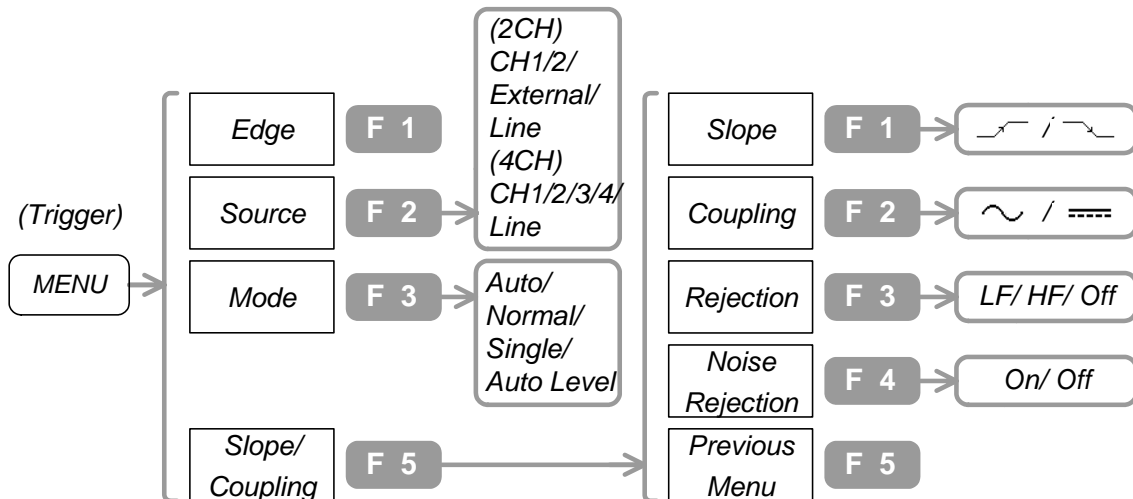 (Trigger)
MENU
Edge
F 1
Source
F 2
(2CH)
CH1/2/
External/
Line
(4CH)
CH1/2/3/4/
Line
Mode
F 3
Auto/
Normal/
Single/
Auto Level
Slope/
Coupling
F 5
Slope
F 1
/
Coupling
F 2
/
Rejection
F 3
LF/ HF/ Off
Noise
Rejection
F 4
On/ Off
Previous
Menu
F 5